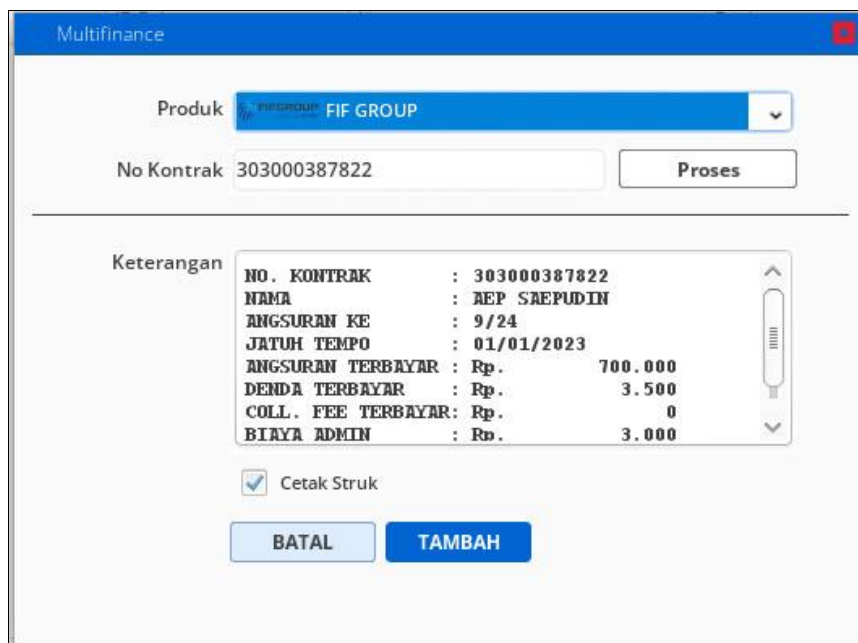 Multifinance
Produk FIFGROUP FIF GROUP
No Kontrak 303000387822 Proses
Keterangan
NO. KONTRAK : 303000387822
NAMA : AEP SAEPUDIN
ANGSURAN KE : 9/24
JATUH TEMPO : 01/01/2023
ANGSURAN TERBAYAR : Rp. 700.000
DENDA TERBAYAR : Rp. 3.500
COLL. FEE TERBAYAR: Rp. 0
BIAYA ADMIN : Rp. 3.000
Cetak Struk
BATAL TAMBAH